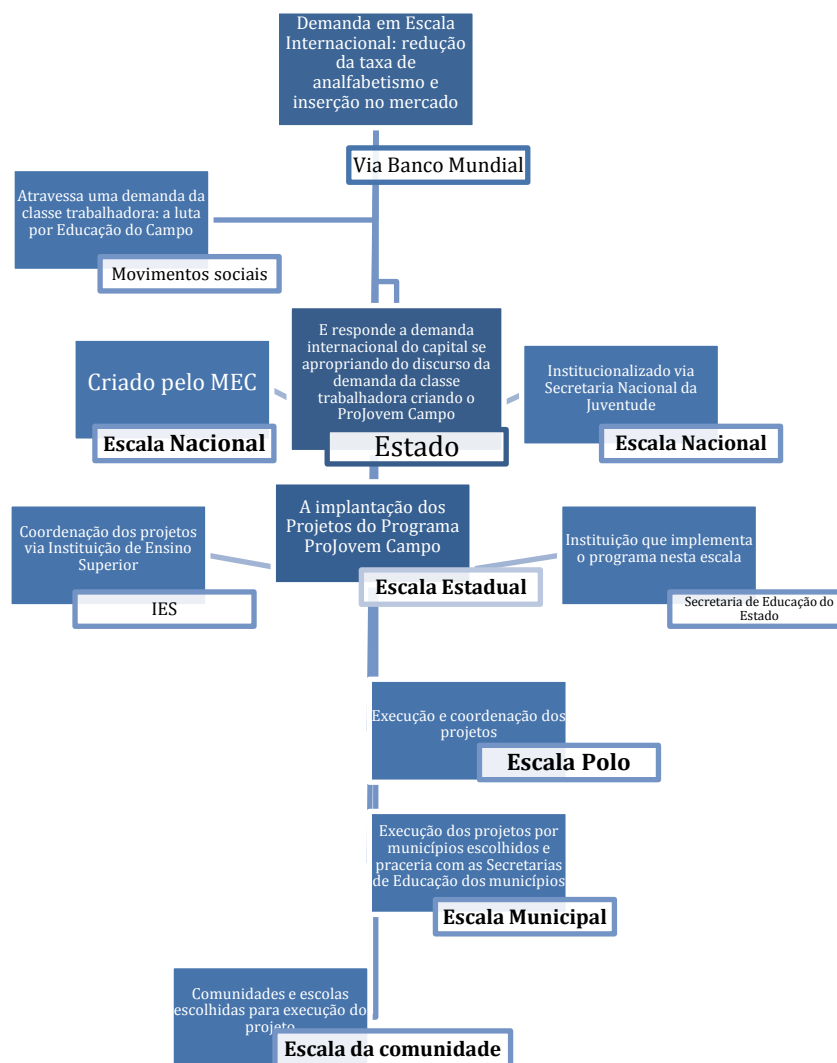 Demanda em Escala
Internacional: redução
da taxa de
analfabetismo e
inserção no mercado
Via Banco Mundial
Atravessa uma demanda da
classe trabalhadora: a luta
por Educação do Campo
Movimentos sociais
E responde a demanda
internacional do capital se
apropriando do discurso da
demanda da classe
trabalhadora criando o
ProJovem Campo
Estado
Criado pelo MEC
Escala Nacional
Institucionalizado via
Secretaria Nacional da
Juventude
Escala Nacional
A implantação dos
Projetos do Programa
ProJovem Campo
Escala Estadual
Coordenação dos projetos
via Instituição de Ensino
Superior
IES
Instituição que implementa
o programa nesta escala
Secretaria de Educação do
Estado
Execução e coordenação dos
projetos
Escala Polo
Execução dos projetos por
municípios escolhidos e
praceria com as Secretarias
de Educação dos municípios
Escala Municipal
Comunidades e escolas
escolhidas para execução do
projeto
Escala da comunidade